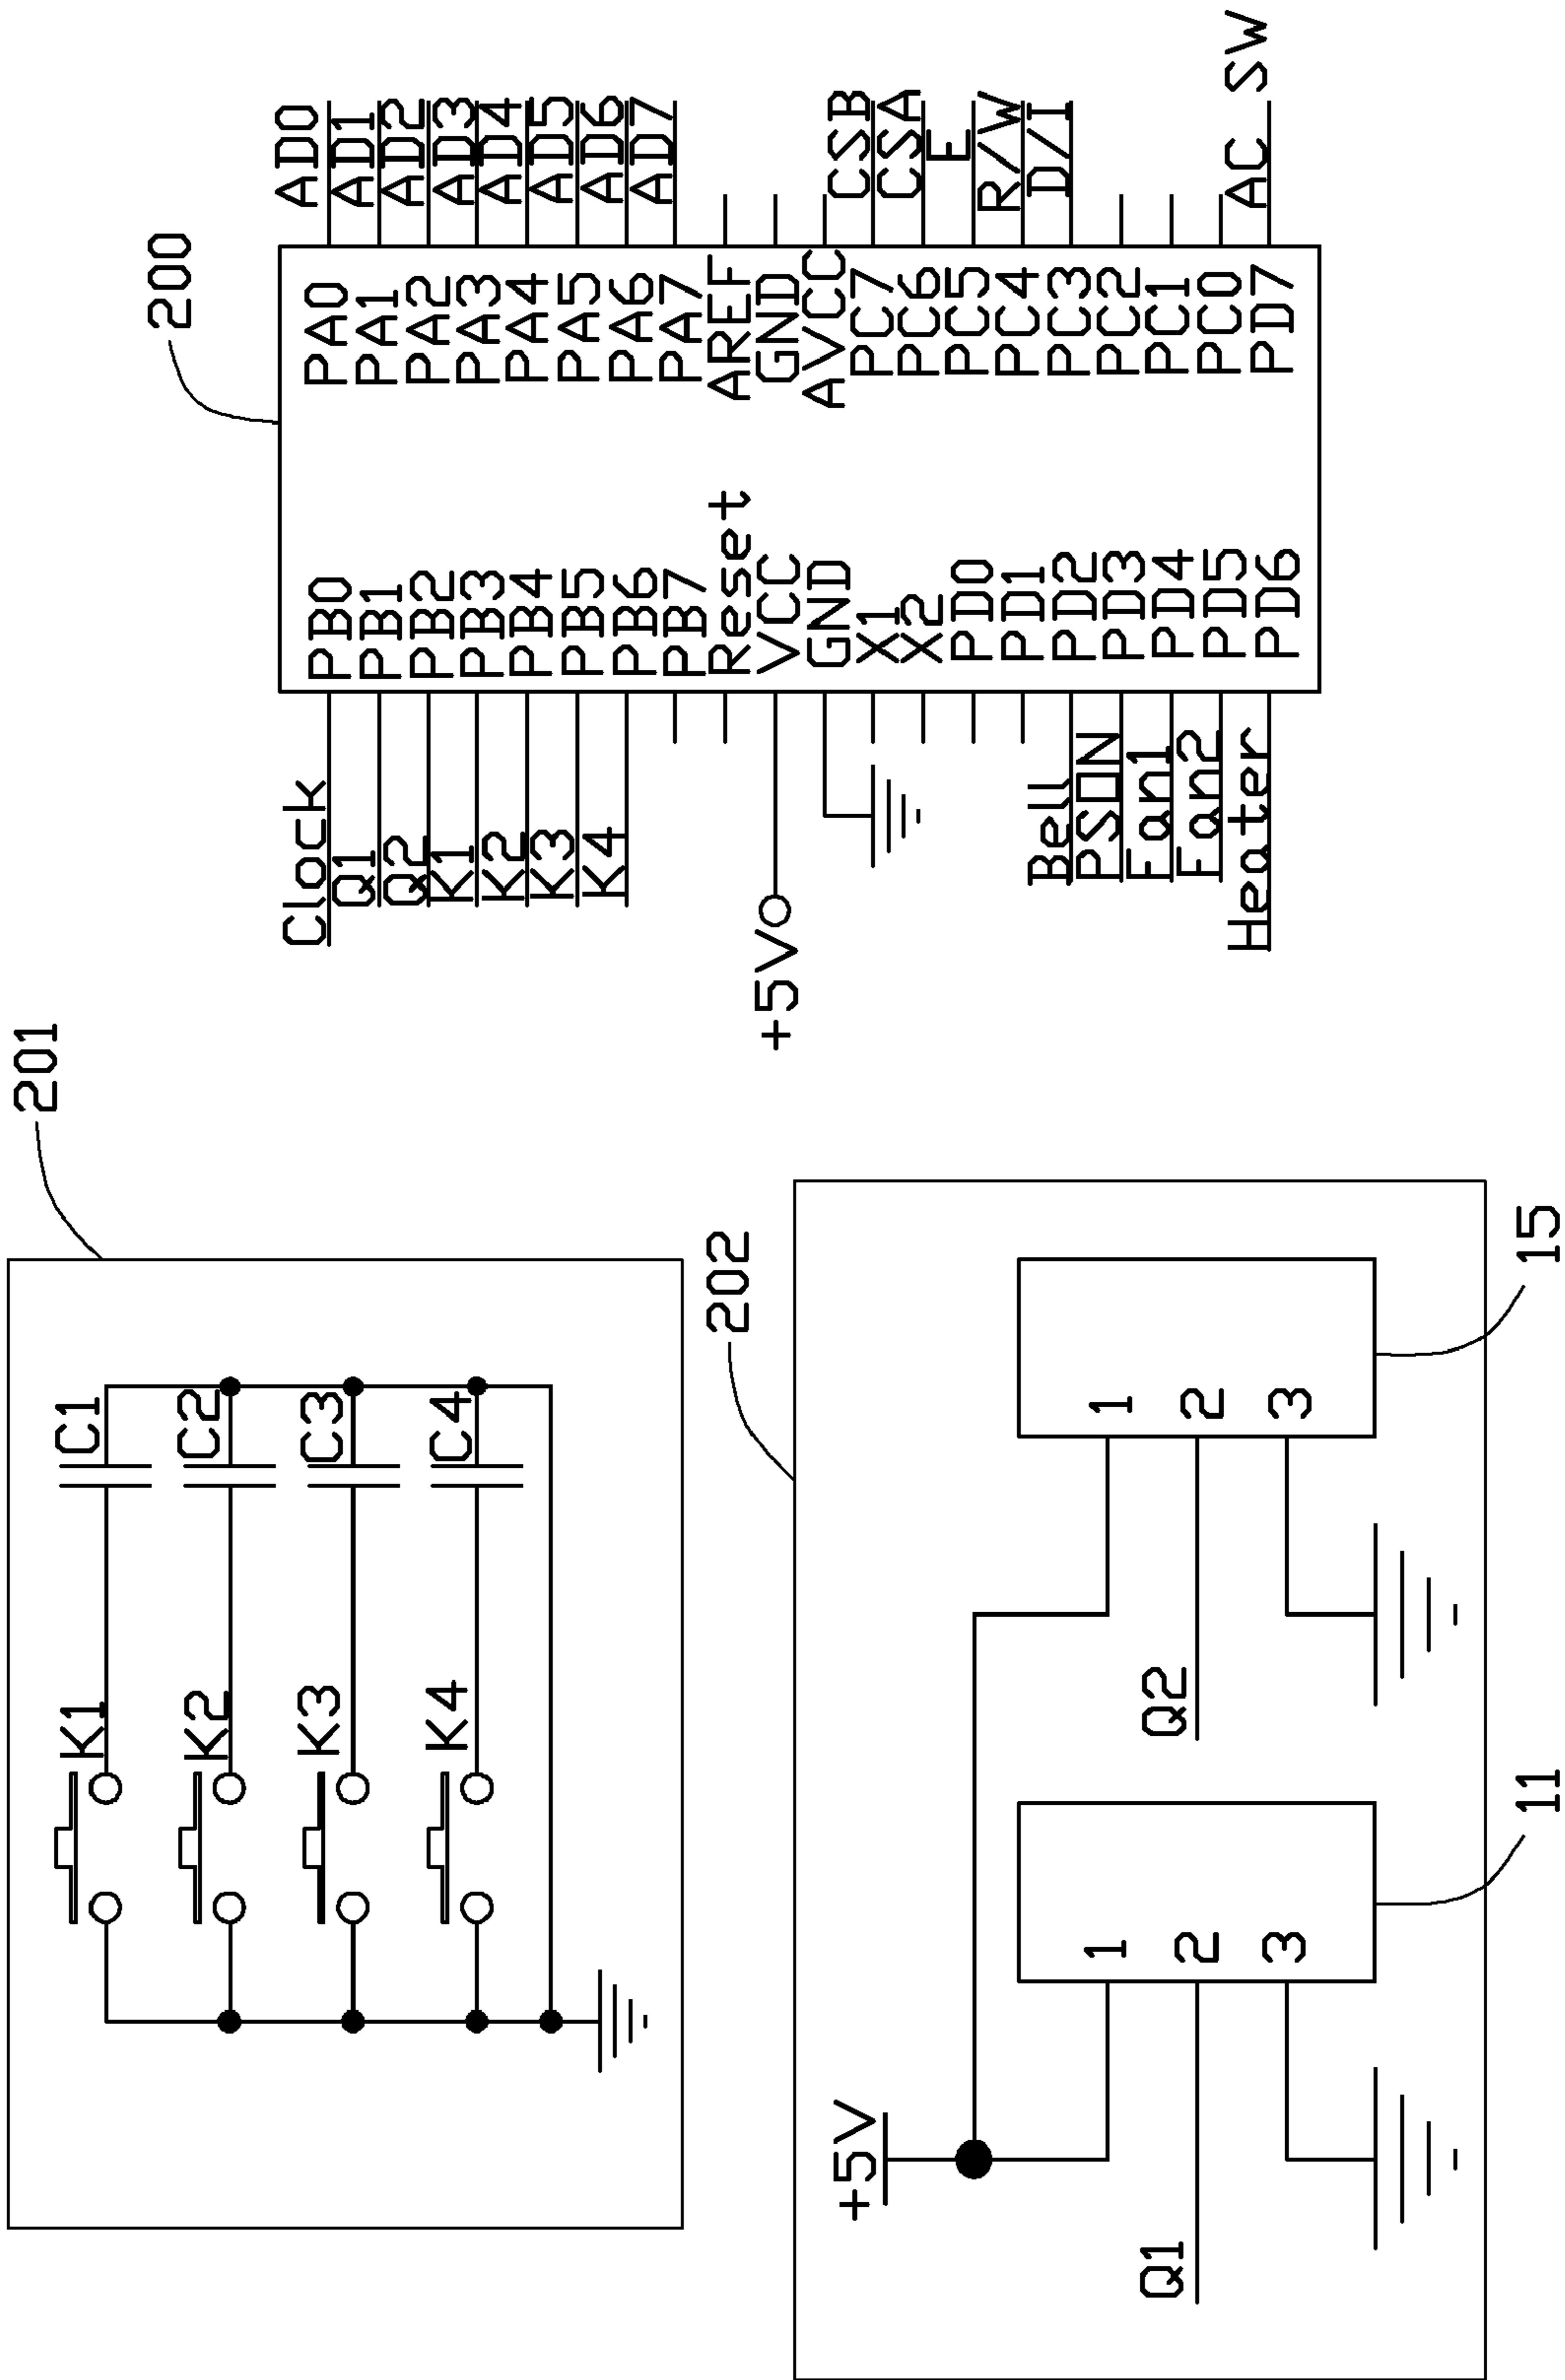 201
K1
C1
K2
C2
K3
C3
K4
C4
202
+5V
Q1
1
2
3
11
Q2
1
2
3
15
2000
Clock
Q1
Q2
K1
K2
K3
K4
+5V
Bell
PSON
Fan1
Fan2
Heater
PB0
PB1
PB2
PB3
PB4
PB5
PB6
PB7
Reset
VCC
GND
X1
X2
PD0
PD1
PD2
PD3
PD4
PD5
PD6
PA0
PA1
PA2
PA3
PA4
PA5
PA6
PA7
AREF
GND
AVCC
PC7
PC6
PC5
PC4
PC3
PC2
PC1
PC0
PD7
AD0
AD1
AD2
AD3
AD4
AD5
AD6
AD7
CSB
CSA
E
R/W
D/I
AC SW